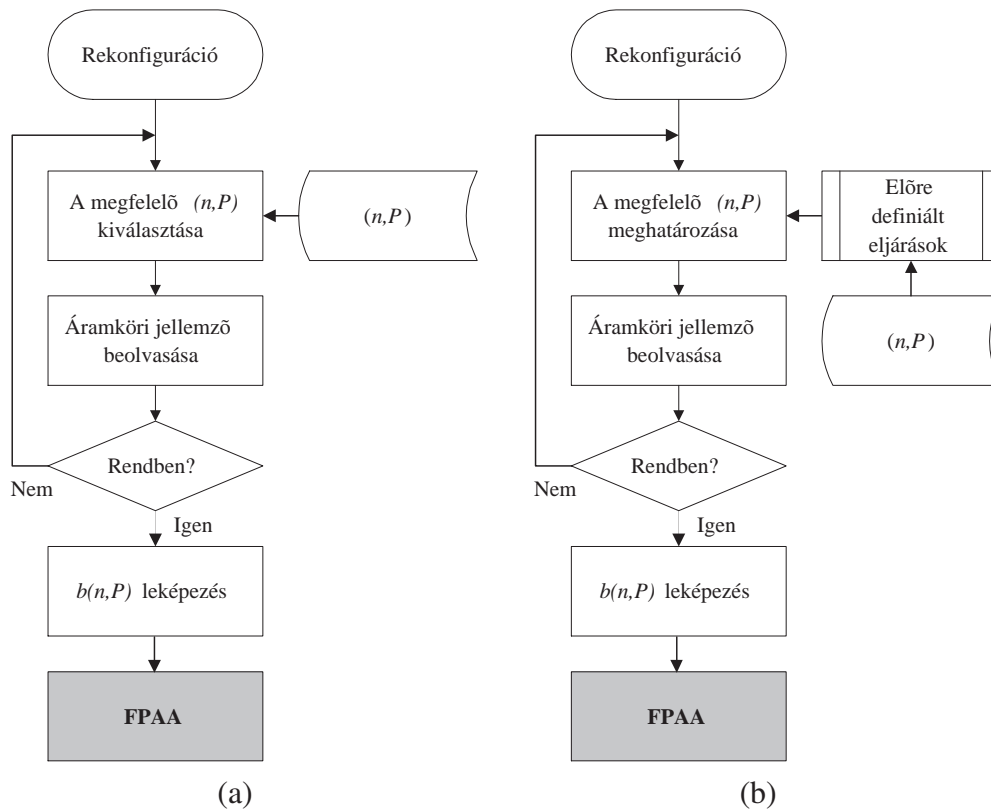 Rekonfiguráció
A megfelelõ (n,P)
kiválasztása
(n,P)
Áramköri jellemzõ
beolvasása
Rendben?
Nem
Igen
b(n,P) leképezés
FPAA
(a)
Rekonfiguráció
A megfelelõ (n,P)
meghatározása
Elõre
definiált
eljárások
Áramköri jellemzõ
beolvasása
(n,P)
Rendben?
Nem
Igen
b(n,P) leképezés
FPAA
(b)